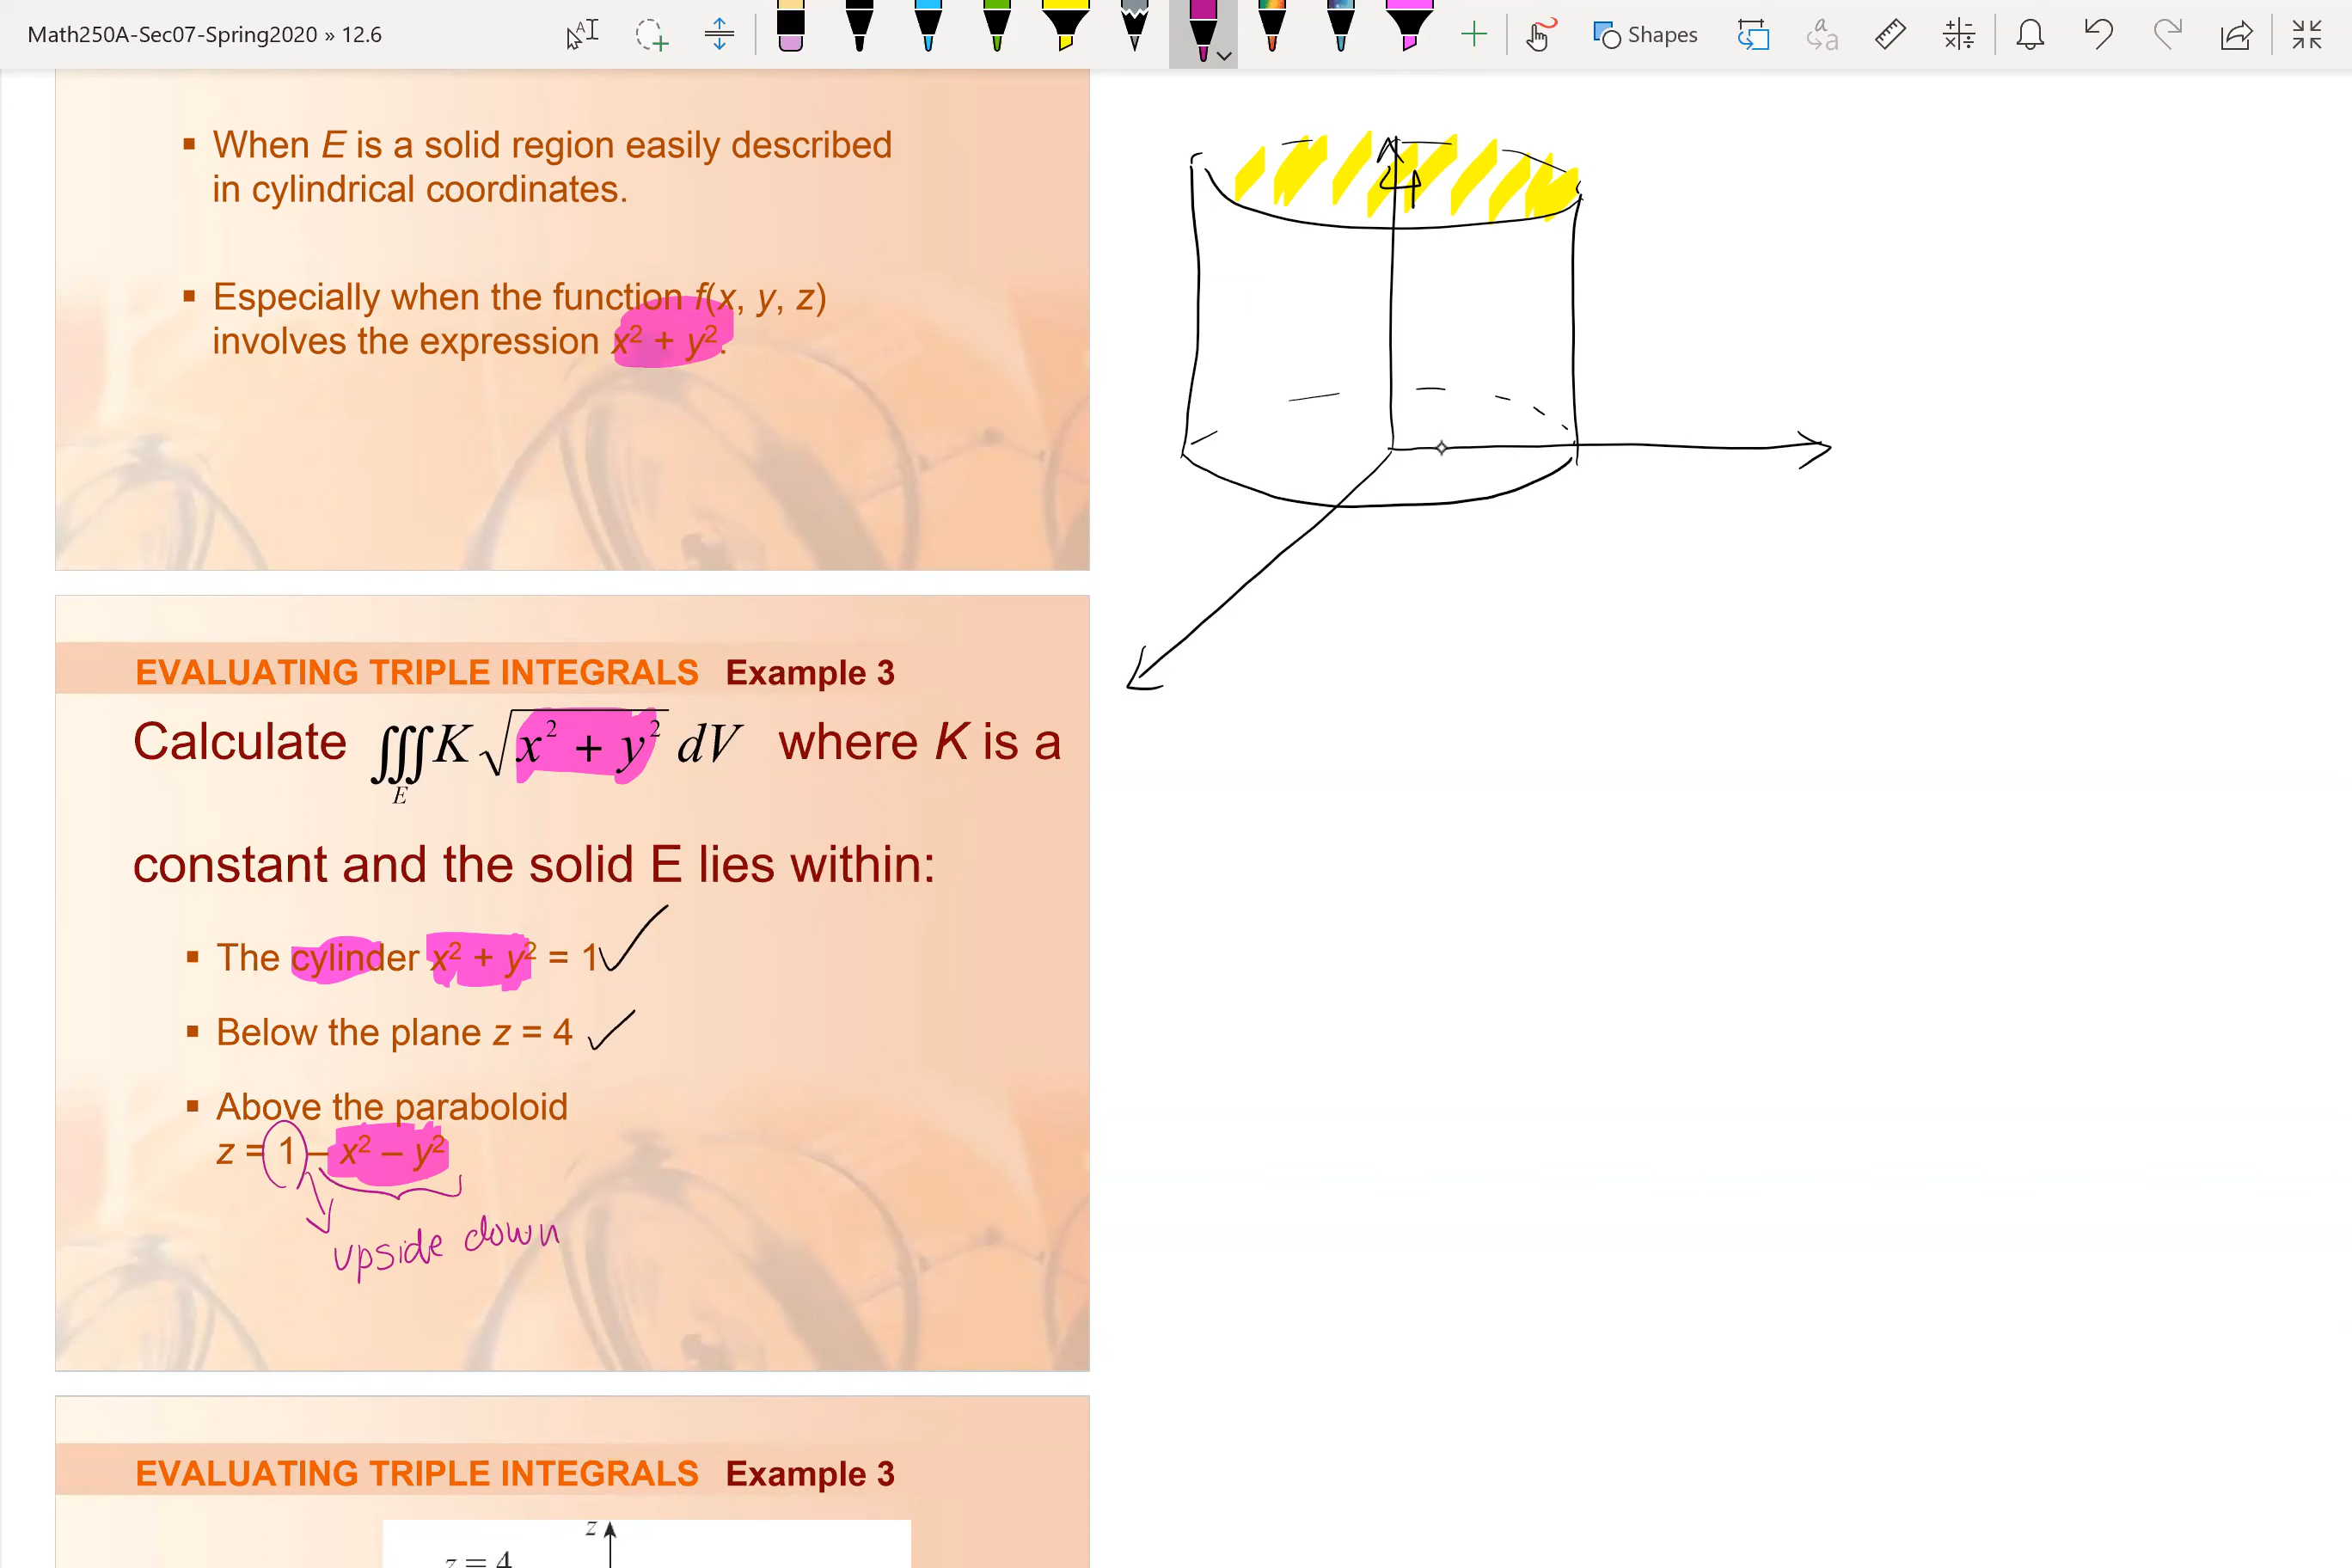 Math250A-Sec07-Spring2020 » 12.6
Shapes
▪ When E is a solid region easily described
in cylindrical coordinates.
▪ Especially when the function f(x, y, z)
involves the expression x² + y².
4
EVALUATING TRIPLE INTEGRALS Example 3
Calculate ∭_E K √(x² + y²) dV where K is a
constant and the solid E lies within:
▪ The cylinder x² + y² = 1 ✓
▪ Below the plane z = 4 ✓
▪ Above the paraboloid
z = 1 – x² – y²
upside down
EVALUATING TRIPLE INTEGRALS Example 3
z
z = 4